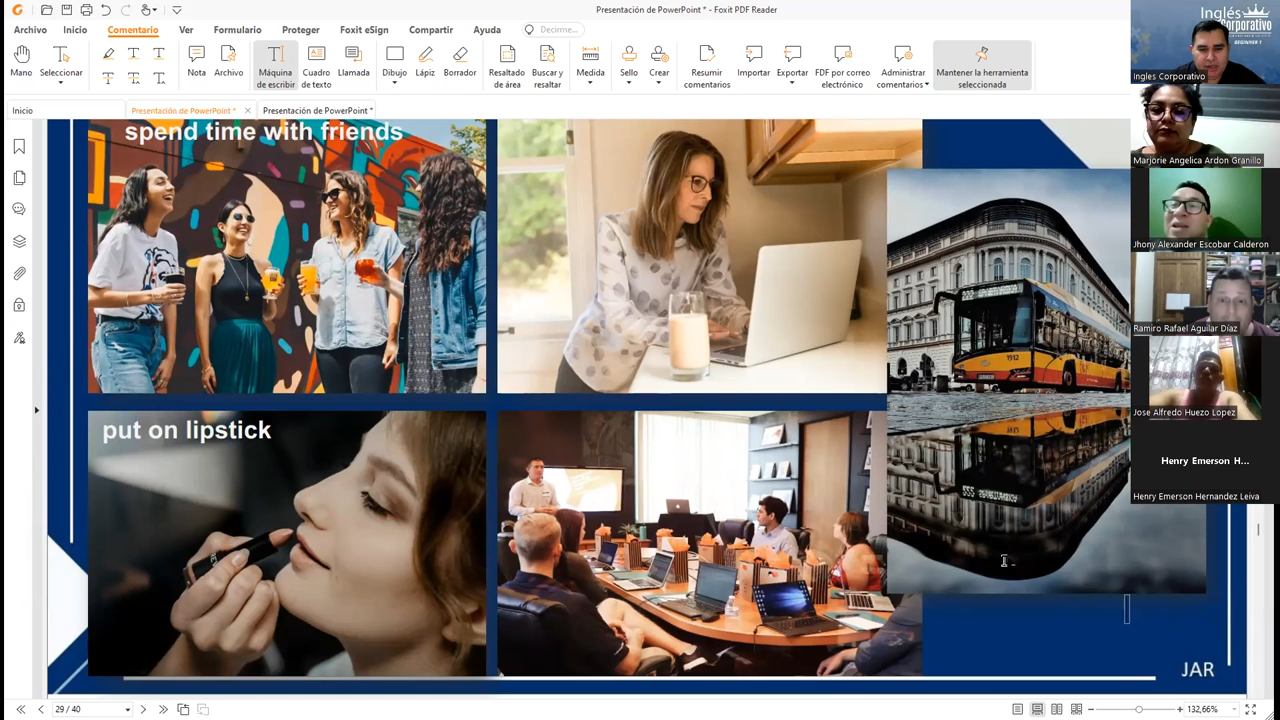 Presentación de PowerPoint * - Foxit PDF Reader
Archivo Inicio Comentario Ver Formulario Proteger Foxit eSign Compartir Ayuda Decirme...
Mano Seleccionar Nota Archivo Máquina de escribir Cuadro de texto Llamada Dibujo Lápiz Borrador Resaltado de área Buscar y resaltar Medida Sello Crear Resumir comentarios Importar Exportar FDF por correo electrónico Administrar comentarios Mantener la herramienta seleccionada
Inicio Presentación de PowerPoint * Presentación de PowerPoint *
spend time with friends
put on lipstick
1912
JAR
Inglés
Corporativo
BEGINNER 1
Ingles Corporativo
Marjorie Angelica Ardon Granillo
Jhony Alexander Escobar Calderon
Ramiro Rafael Aguilar Díaz
Jose Alfredo Huezo Lopez
Henry Emerson H...
Henry Emerson Hernandez Leiva
29 / 40
132,66%